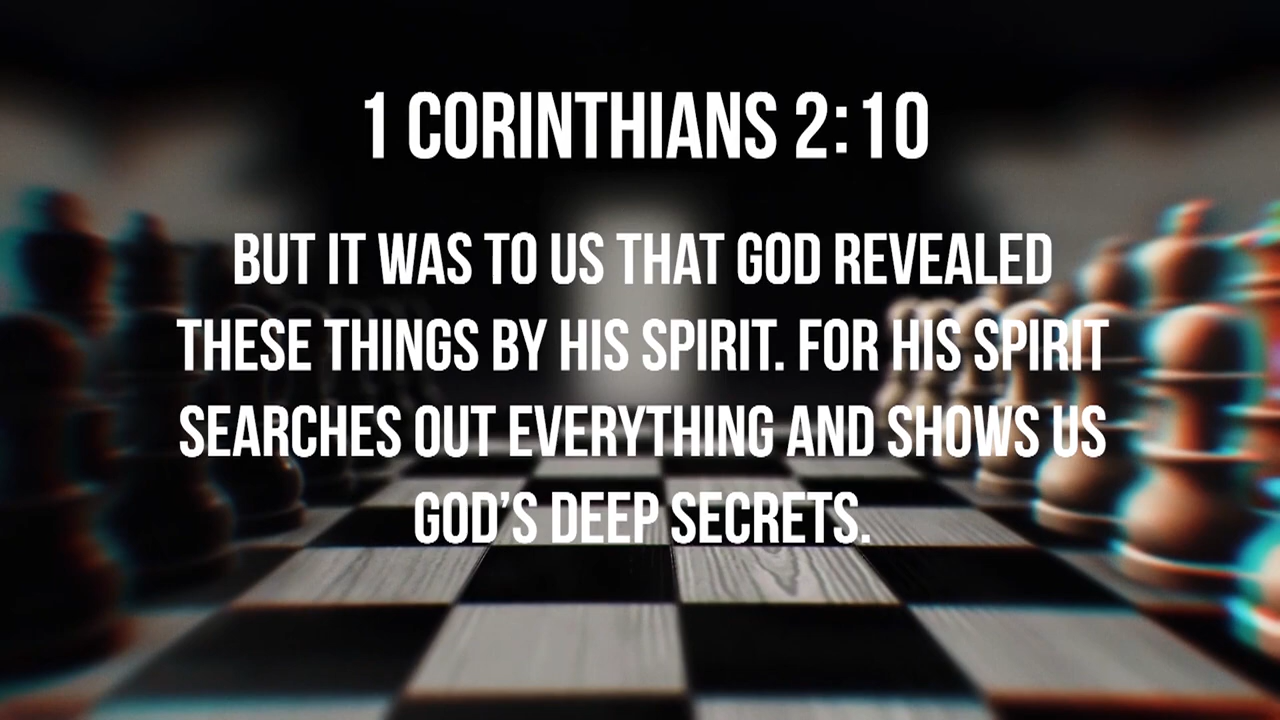 1 CORINTHIANS 2:10
BUT IT WAS TO US THAT GOD REVEALED
THESE THINGS BY HIS SPIRIT. FOR HIS SPIRIT
SEARCHES OUT EVERYTHING AND SHOWS US
GOD’S DEEP SECRETS.